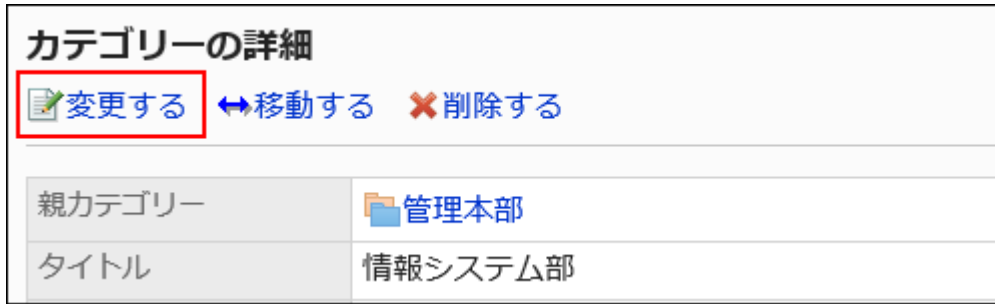 カテゴリーの詳細
変更する 移動する 削除する
親カテゴリー 管理本部
タイトル 情報システム部